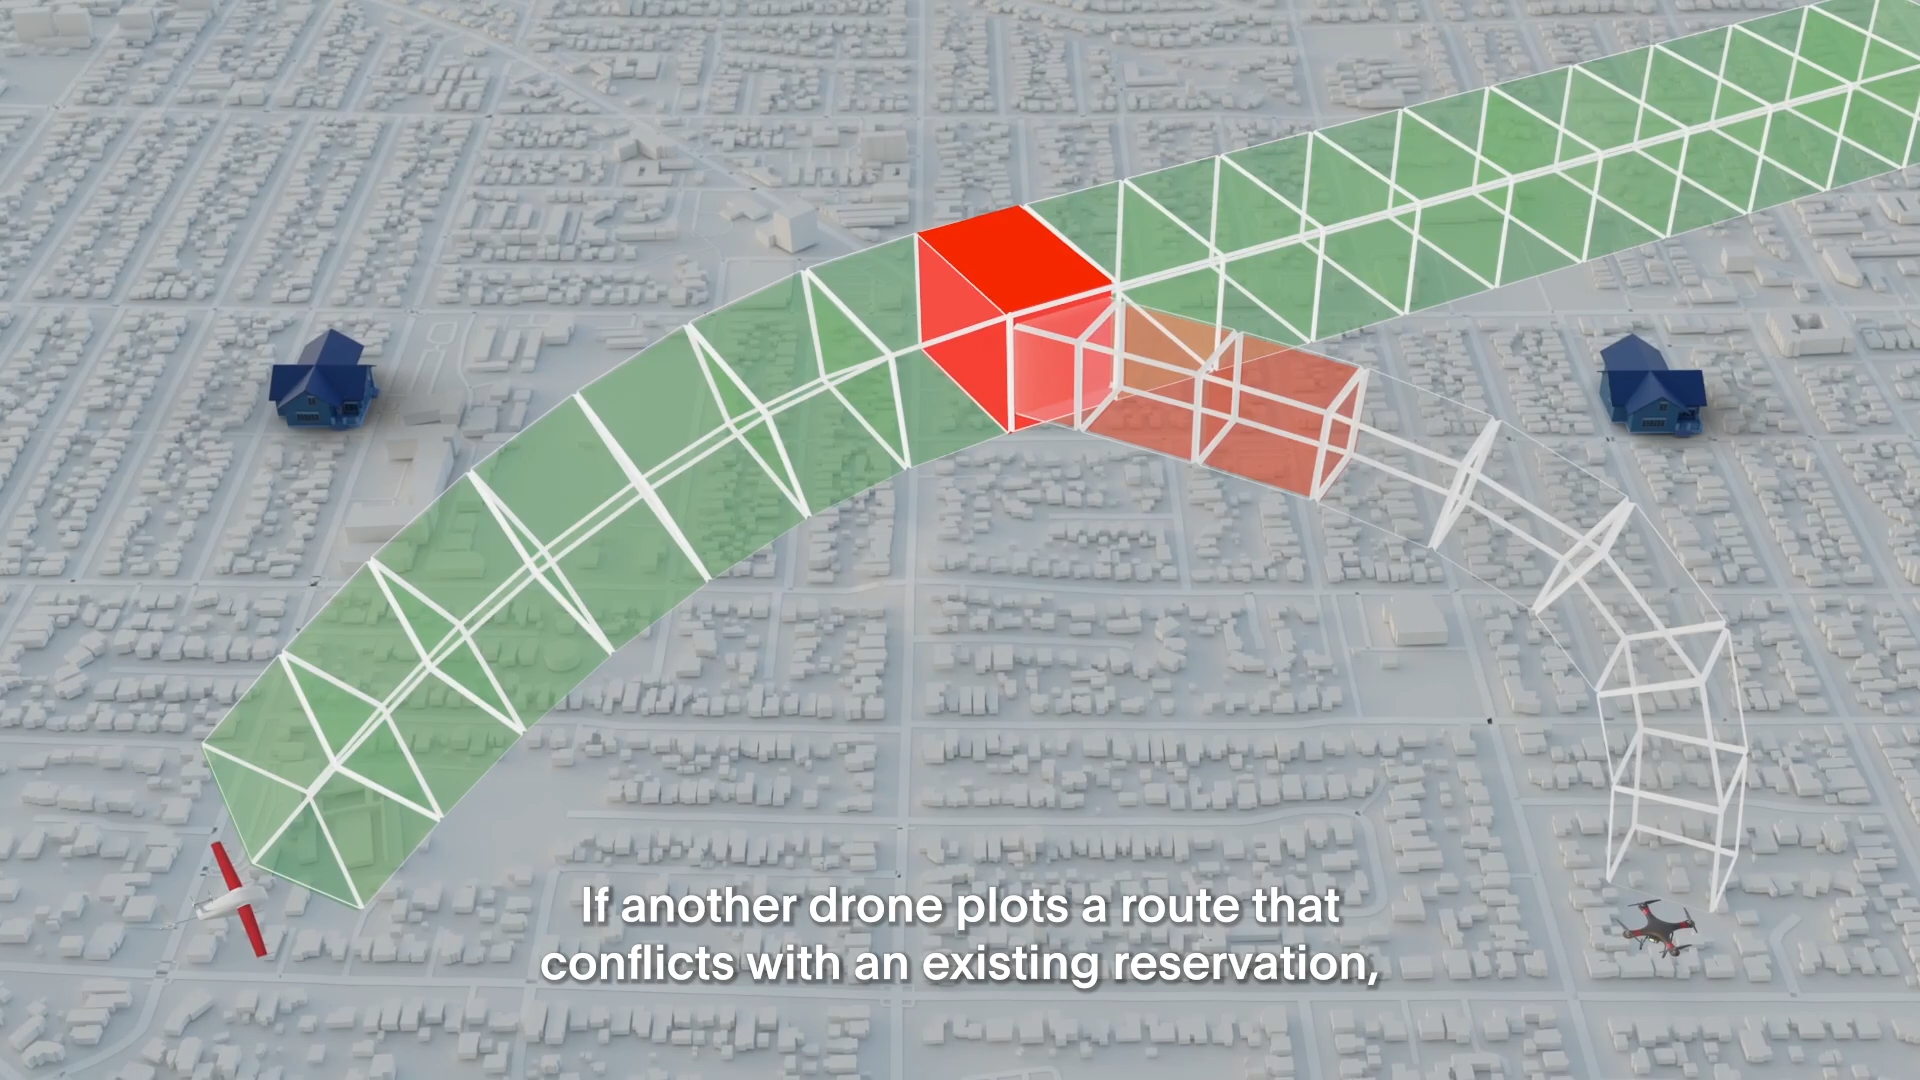 If another drone plots a route that
conflicts with an existing reservation,